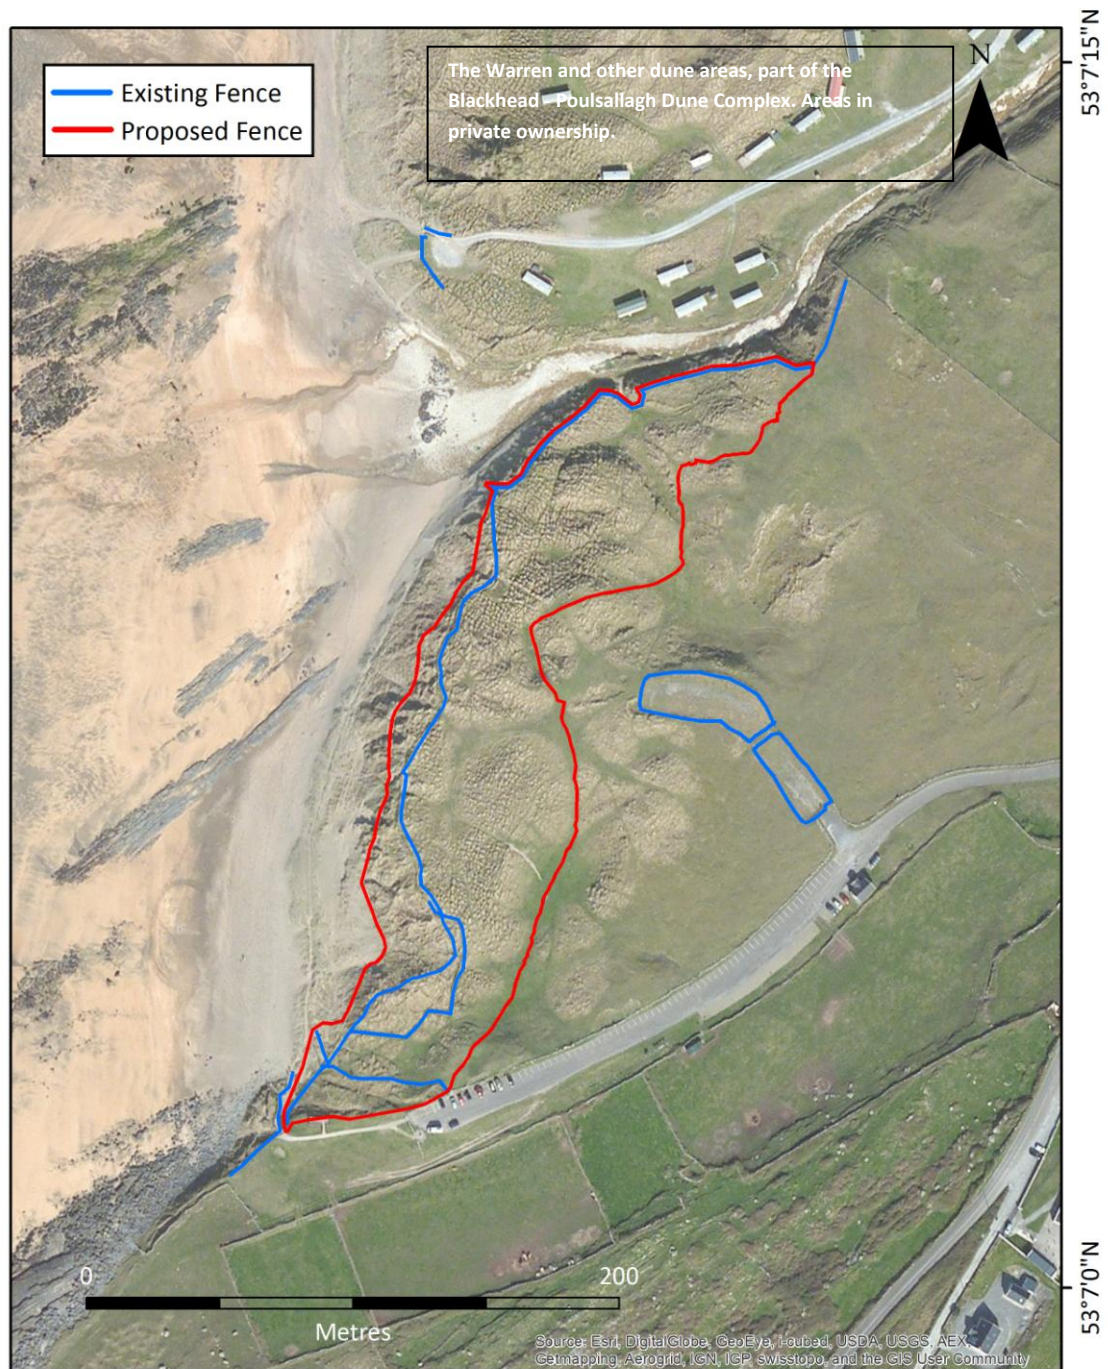 53°7'15"N
N
The Warren and other dune areas, part of the
Blackhead - Poulsallagh Dune Complex. Areas in
private ownership.
Existing Fence
Proposed Fence
53°7'0"N
0
200
Metres
Source: Esri, DigitalGlobe, GeoEye, i-cubed, USDA, USGS, AEX,
Getmapping, Aerogrid, IGN, IGP, swisstopo, and the GIS User Community